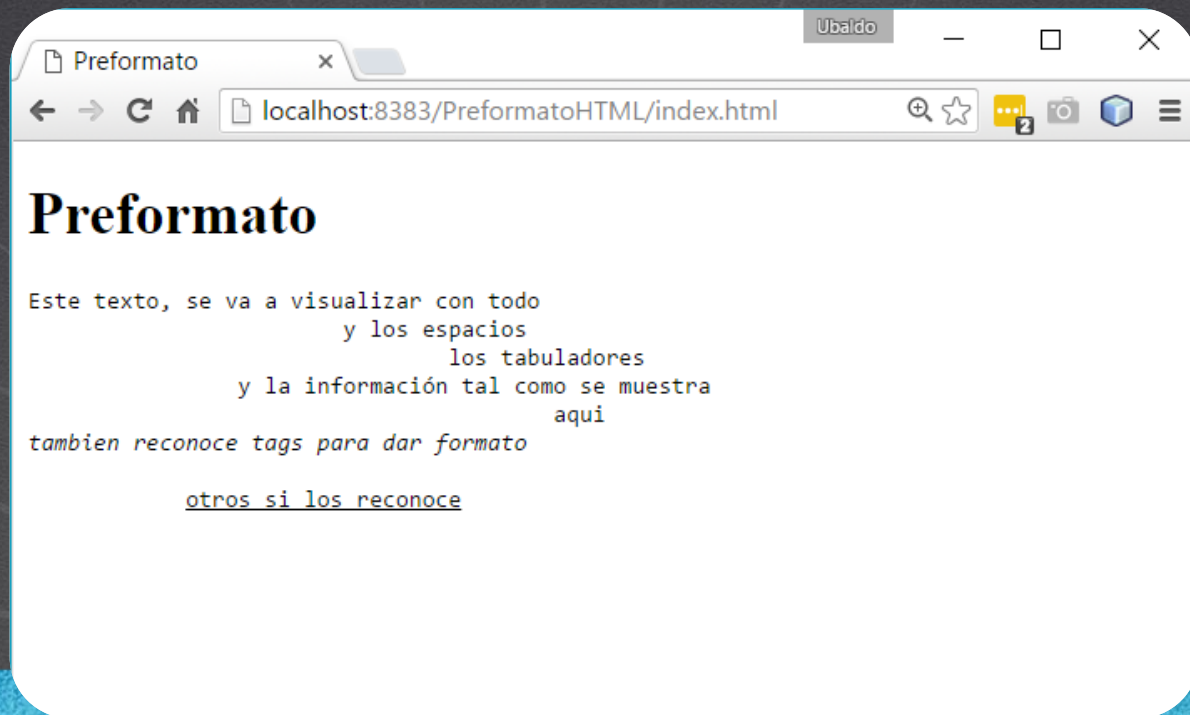 Ubaldo
Preformato
localhost:8383/PreformatoHTML/index.html
2
Preformato
Este texto, se va a visualizar con todo
y los espacios
los tabuladores
y la información tal como se muestra
aqui
tambien reconoce tags para dar formato
otros si los reconoce